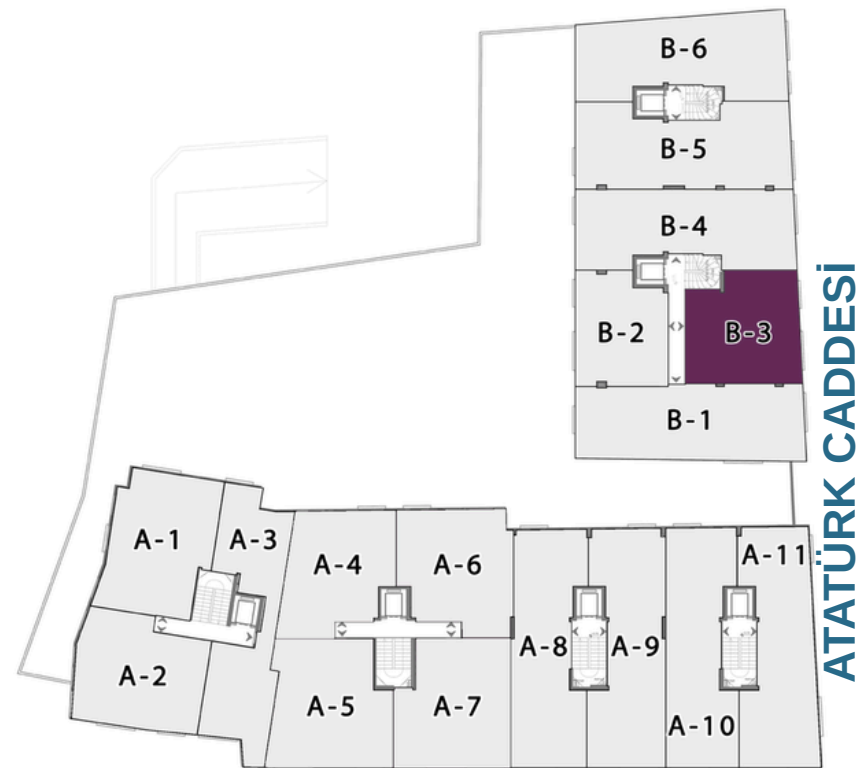 B-6
B-5
B-4
B-2
B-3
B-1
ATATÜRK CADDESİ
A-1
A-3
A-4
A-6
A-11
A-2
A-5
A-7
A-8
A-9
A-10